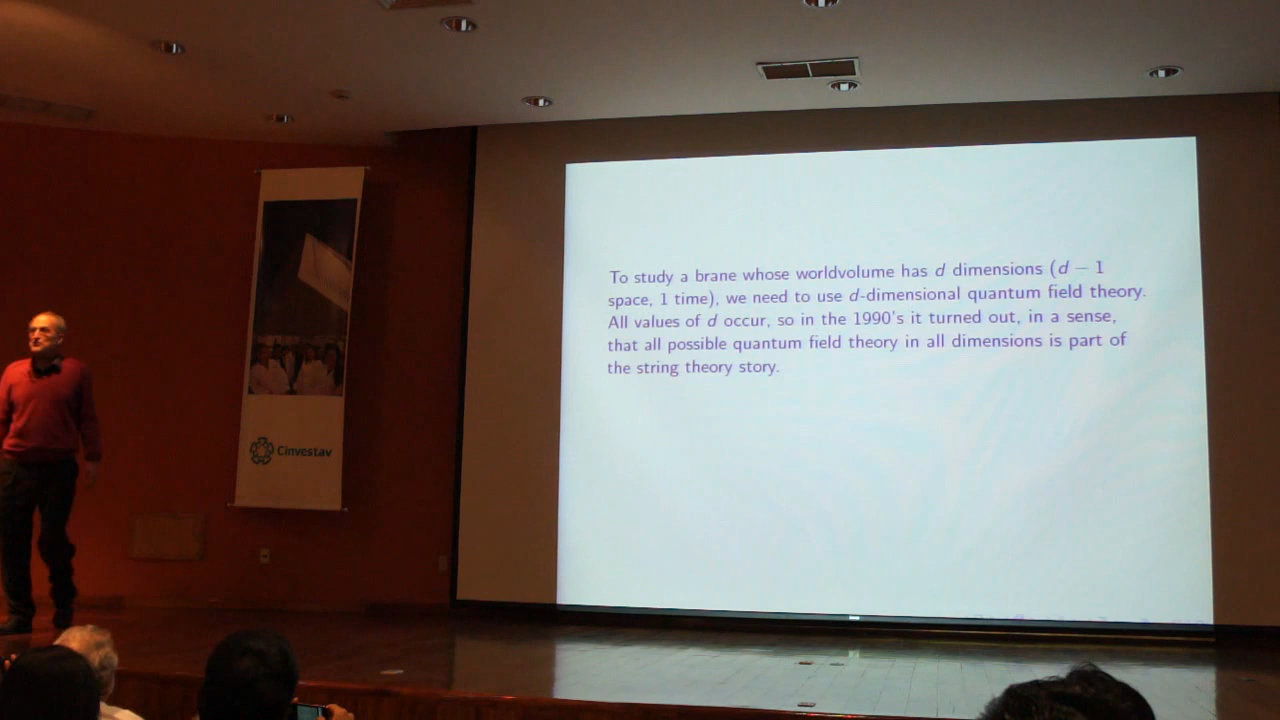 To study a brane whose worldvolume has d dimensions (d − 1
space, 1 time), we need to use d-dimensional quantum field theory.
All values of d occur, so in the 1990's it turned out, in a sense,
that all possible quantum field theory in all dimensions is part of
the string theory story.
Cinvestav